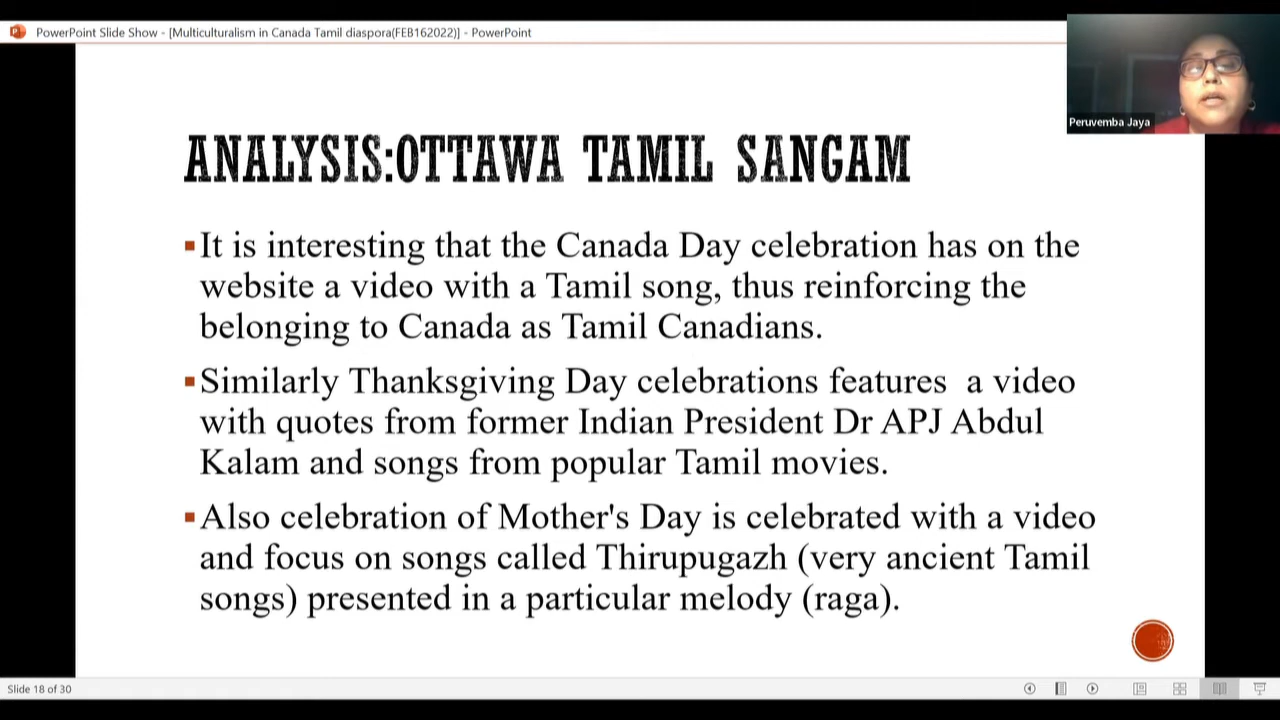 PowerPoint Slide Show - [Multiculturalism in Canada Tamil diaspora(FEB162022)] - PowerPoint
Peruvemba Jaya
ANALYSIS:OTTAWA TAMIL SANGAM
▪It is interesting that the Canada Day celebration has on the
website a video with a Tamil song, thus reinforcing the
belonging to Canada as Tamil Canadians.
▪Similarly Thanksgiving Day celebrations features  a video
with quotes from former Indian President Dr APJ Abdul
Kalam and songs from popular Tamil movies.
▪Also celebration of Mother's Day is celebrated with a video
and focus on songs called Thirupugazh (very ancient Tamil
songs) presented in a particular melody (raga).
Slide 18 of 30